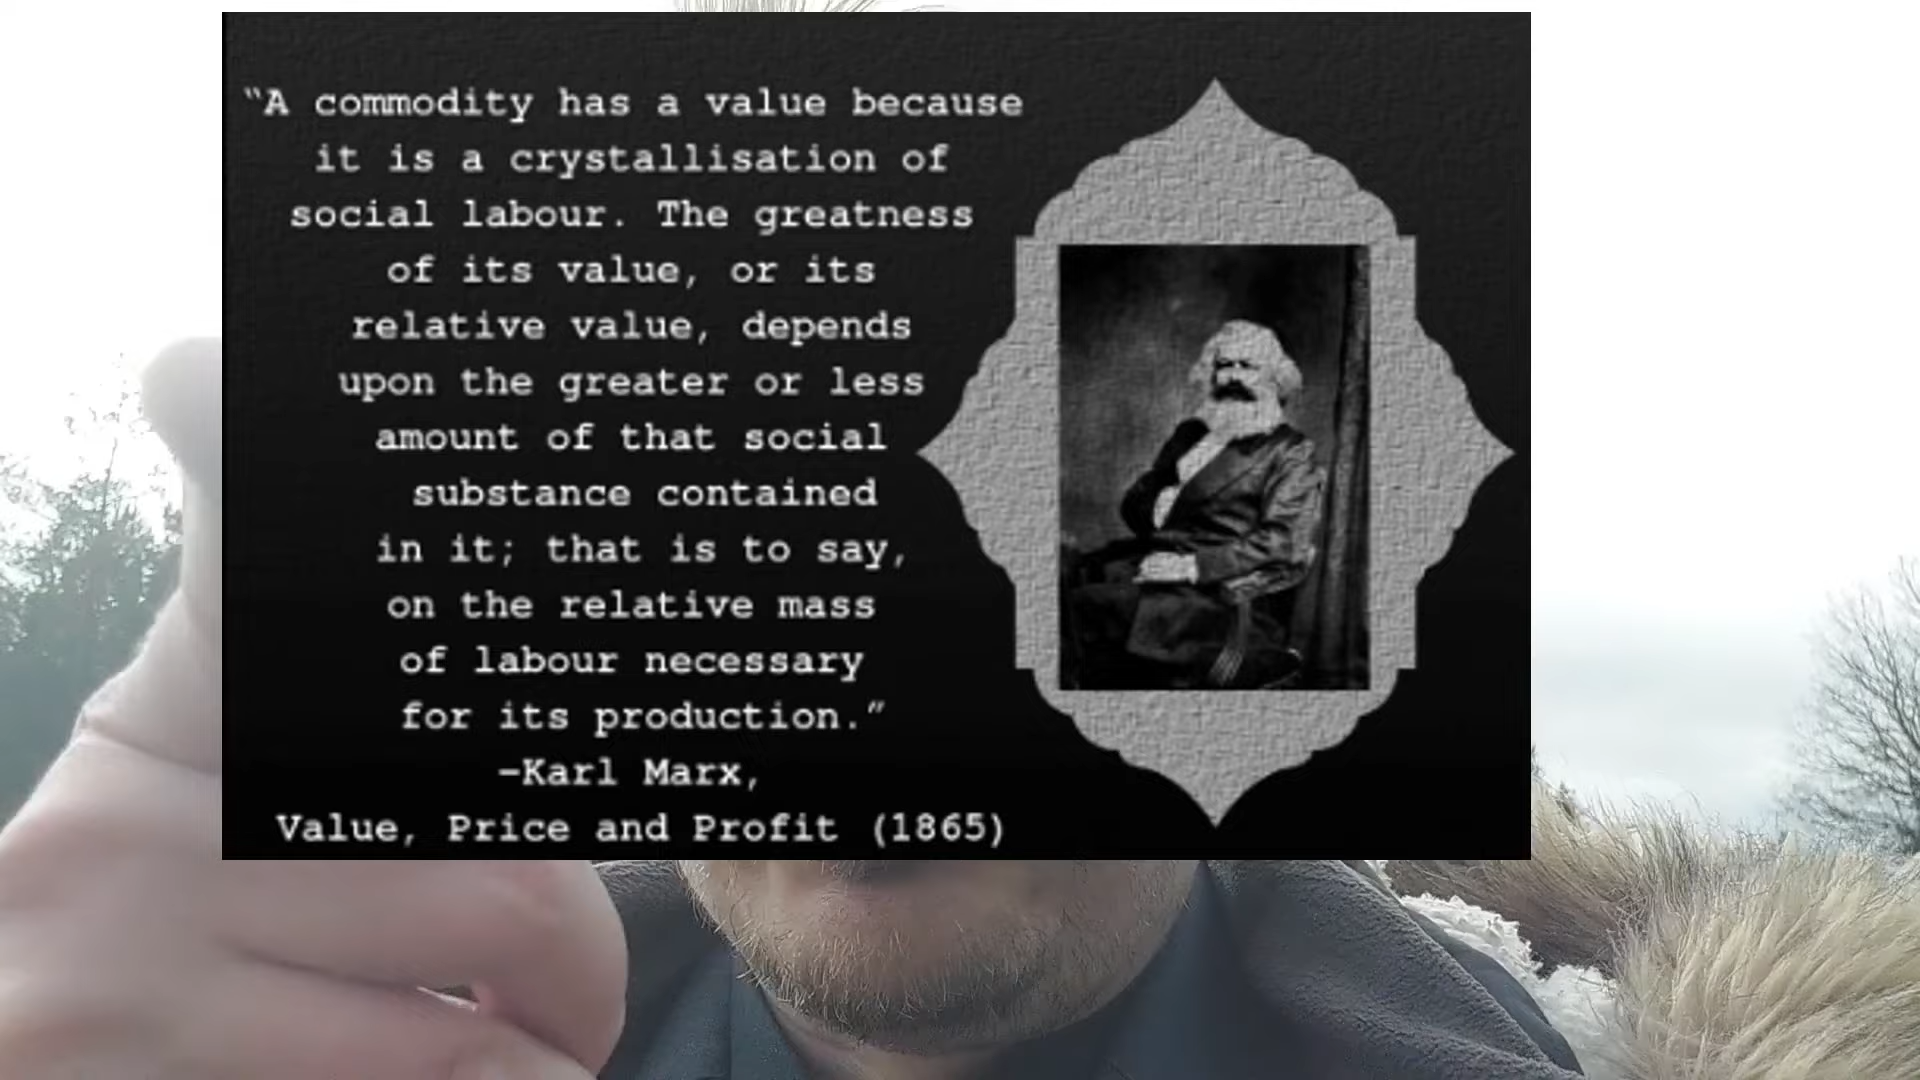 “A commodity has a value because
it is a crystallisation of
social labour. The greatness
of its value, or its
relative value, depends
upon the greater or less
amount of that social
substance contained
in it; that is to say,
on the relative mass
of labour necessary
for its production.”
-Karl Marx,
Value, Price and Profit (1865)